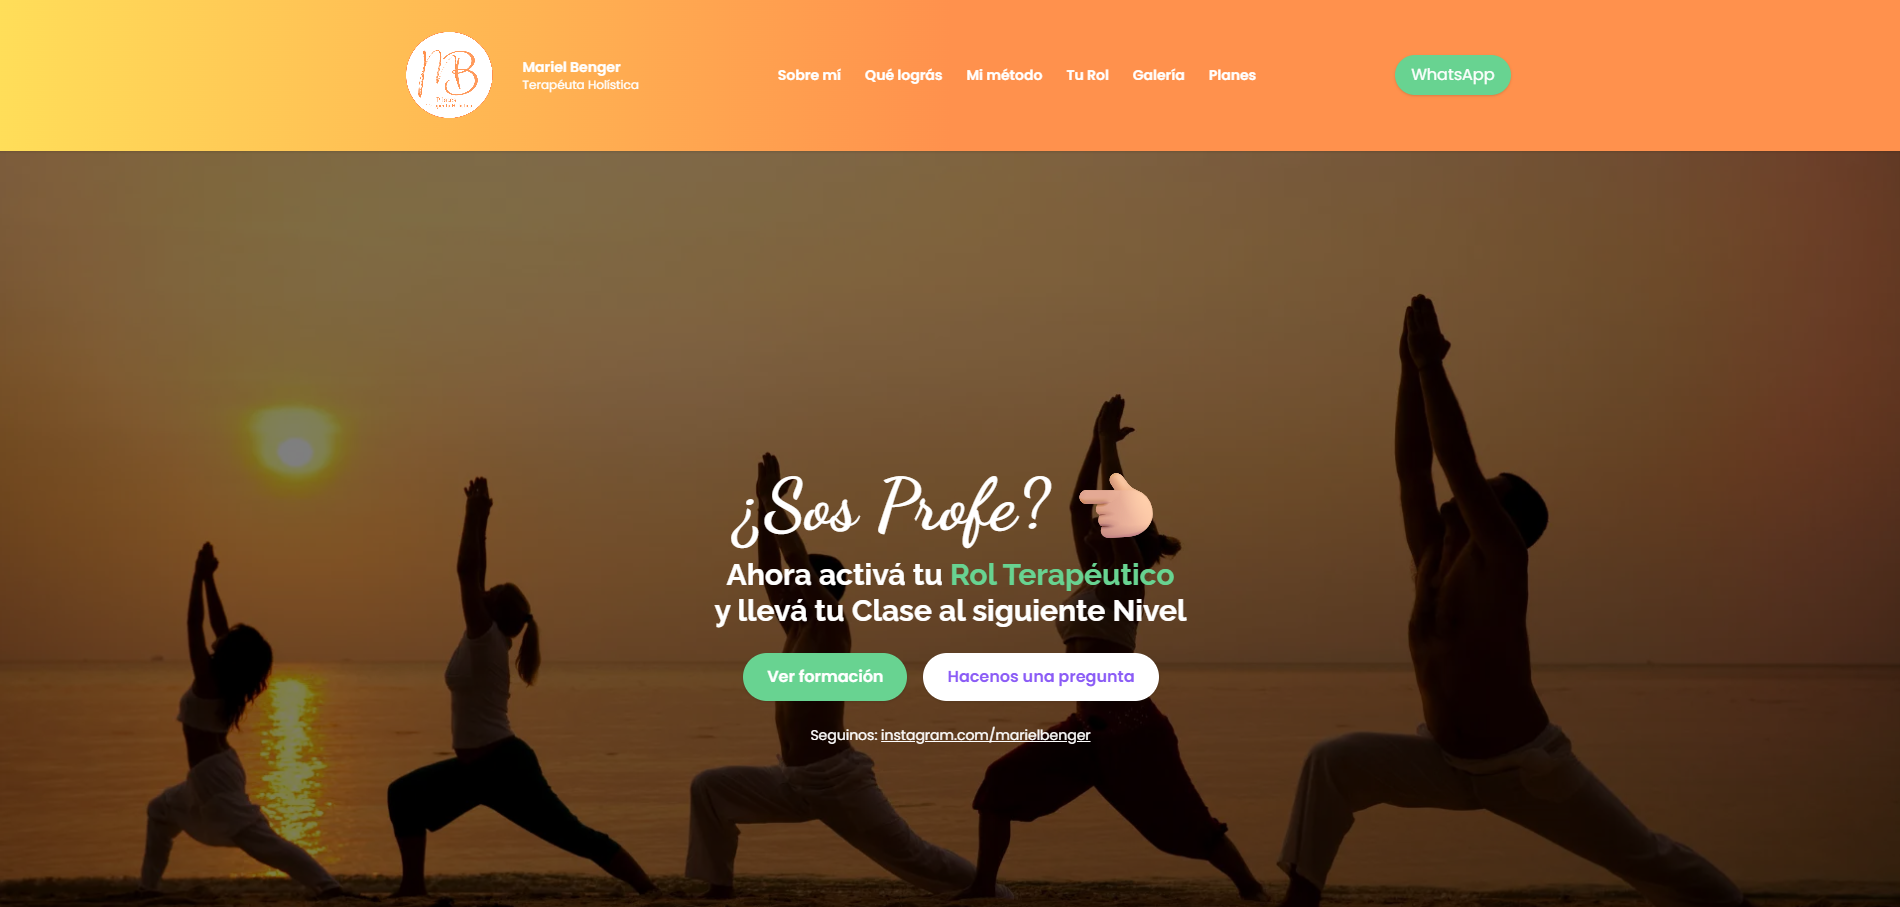 MB
Mariel Benger
Terapéuta Holística
Sobre mí
Qué lográs
Mi método
Tu Rol
Galería
Planes
WhatsApp
¿Sos Profe?
Ahora activá tu Rol Terapéutico
y llevá tu Clase al siguiente Nivel
Ver formación
Hacenos una pregunta
Seguinos: instagram.com/marielbenger